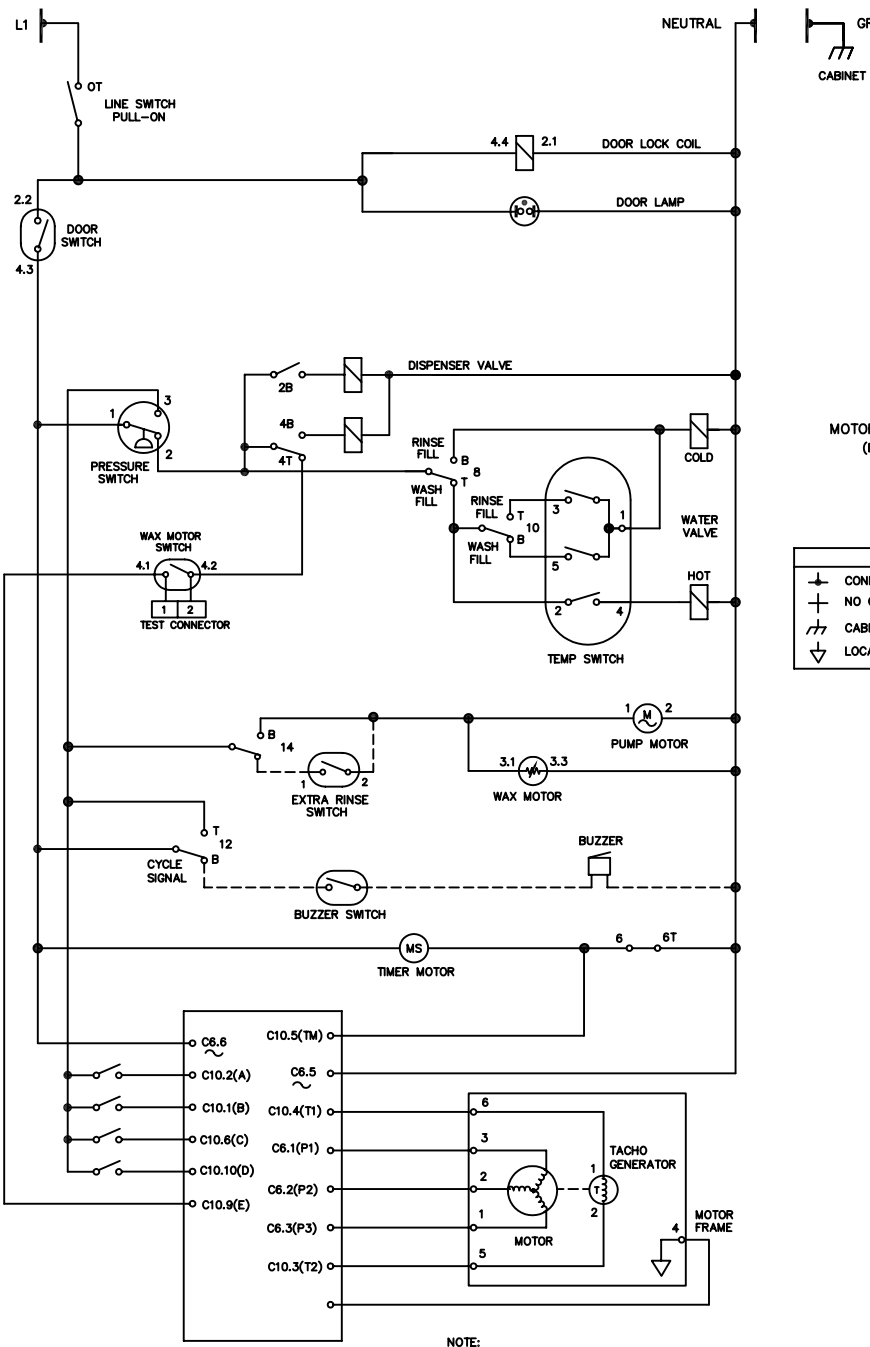 L1
NEUTRAL
CABINET
OT
LINE SWITCH
PULL-ON
4.4
2.1
DOOR LOCK COIL
2.2
DOOR
SWITCH
4.3
DOOR LAMP
DISPENSER VALVE
2B
3
1
2
PRESSURE
SWITCH
4B
4T
RINSE
FILL
B
8
T
WASH
FILL
COLD
RINSE
FILL
T
10
B
WASH
FILL
3
1
5
2
4
WATER
VALVE
HOT
TEMP SWITCH
WAX MOTOR
SWITCH
4.1
4.2
1
2
TEST CONNECTOR
B
14
1
2
EXTRA RINSE
SWITCH
1
M
2
PUMP MOTOR
3.1
3.3
WAX MOTOR
T
12
B
CYCLE
SIGNAL
BUZZER
BUZZER SWITCH
MS
TIMER MOTOR
6
6T
C6.6
C10.2(A)
C10.1(B)
C10.6(C)
C10.10(D)
C10.9(E)
C10.5(TM)
C6.5
C10.4(T1)
C6.1(P1)
C6.2(P2)
C6.3(P3)
C10.3(T2)
6
3
2
1
5
MOTOR
TACHO
GENERATOR
1
T
2
MOTOR
FRAME
4
NOTE: